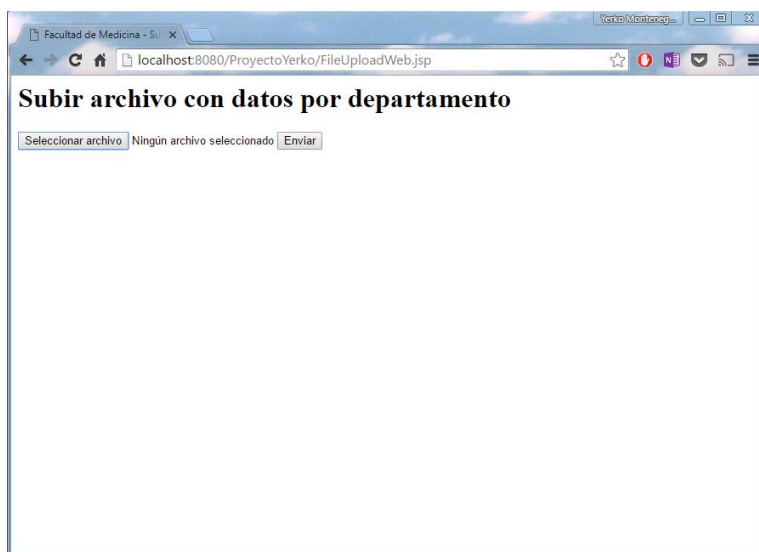 Yerko Monteneg...
Facultad de Medicina - Su
localhost:8080/ProyectoYerko/FileUploadWeb.jsp
Subir archivo con datos por departamento
Seleccionar archivo Ningún archivo seleccionado Enviar